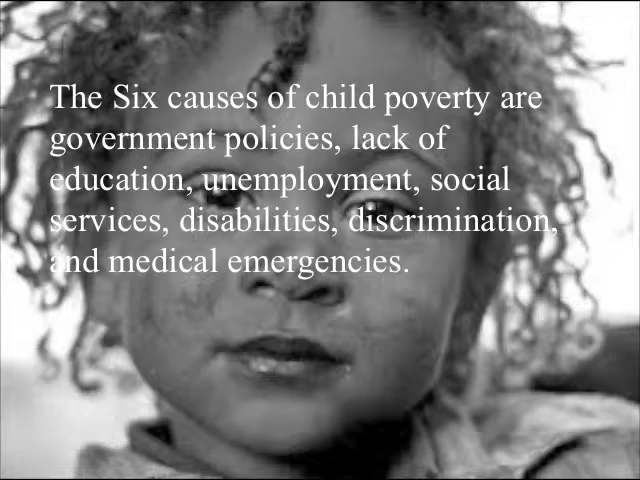 The Six causes of child poverty are
government policies, lack of
education, unemployment, social
services, disabilities, discrimination,
and medical emergencies.